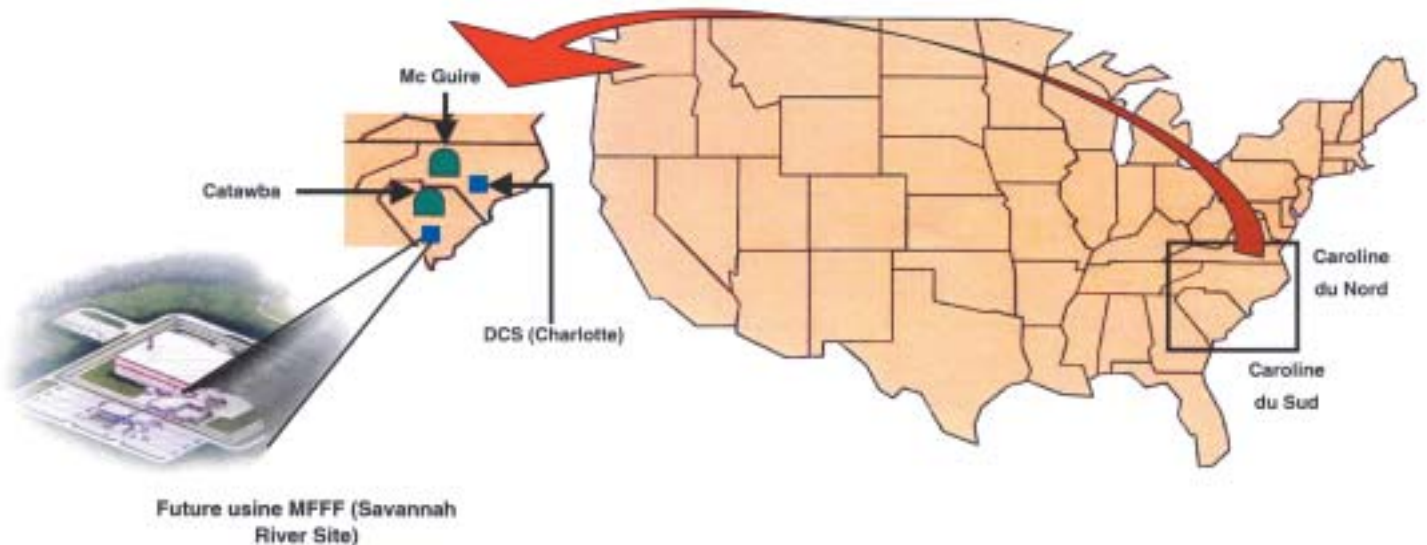 Mc Guire
Catawba
DCS (Charlotte)
Caroline
du Nord
Caroline
du Sud
Future usine MFFF (Savannah
River Site)